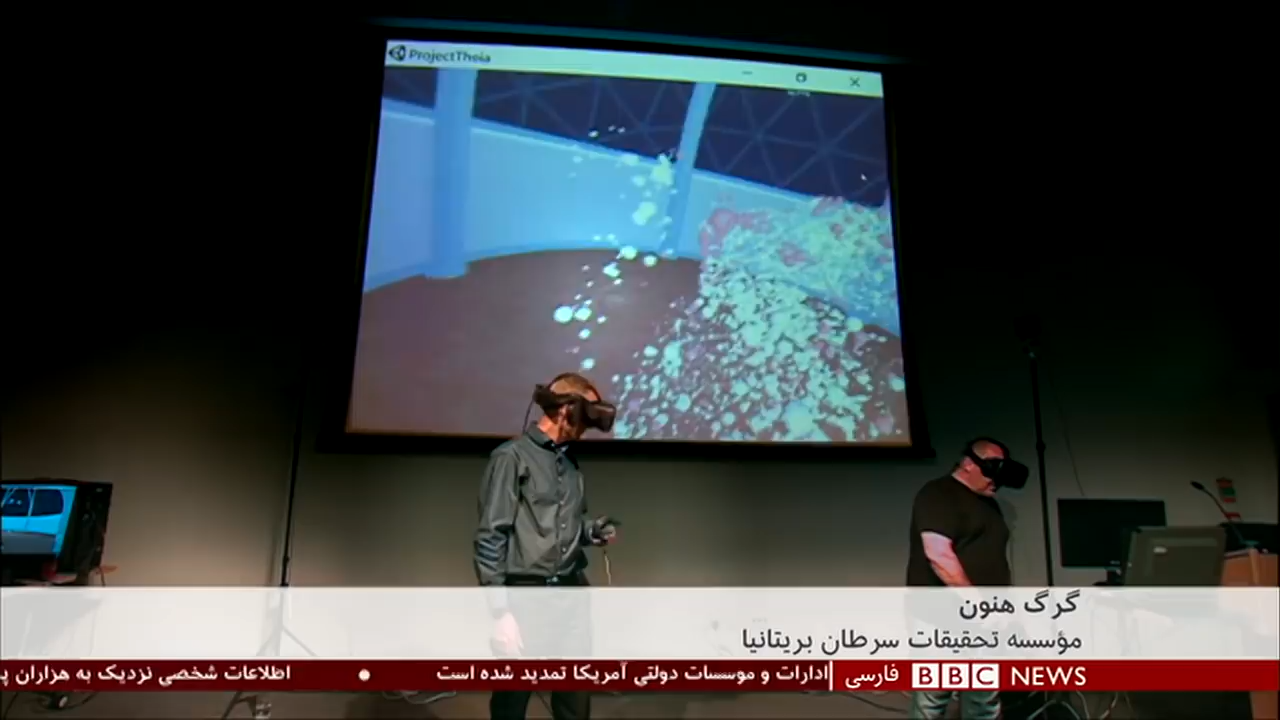 ProjectTheia
گرگ هنون
مؤسسه تحقیقات سرطان بریتانیا
BBC NEWS فارسی
ادارات و موسسات دولتی آمریکا تمدید شده است
اطلاعات شخصی نزدیک به هزاران